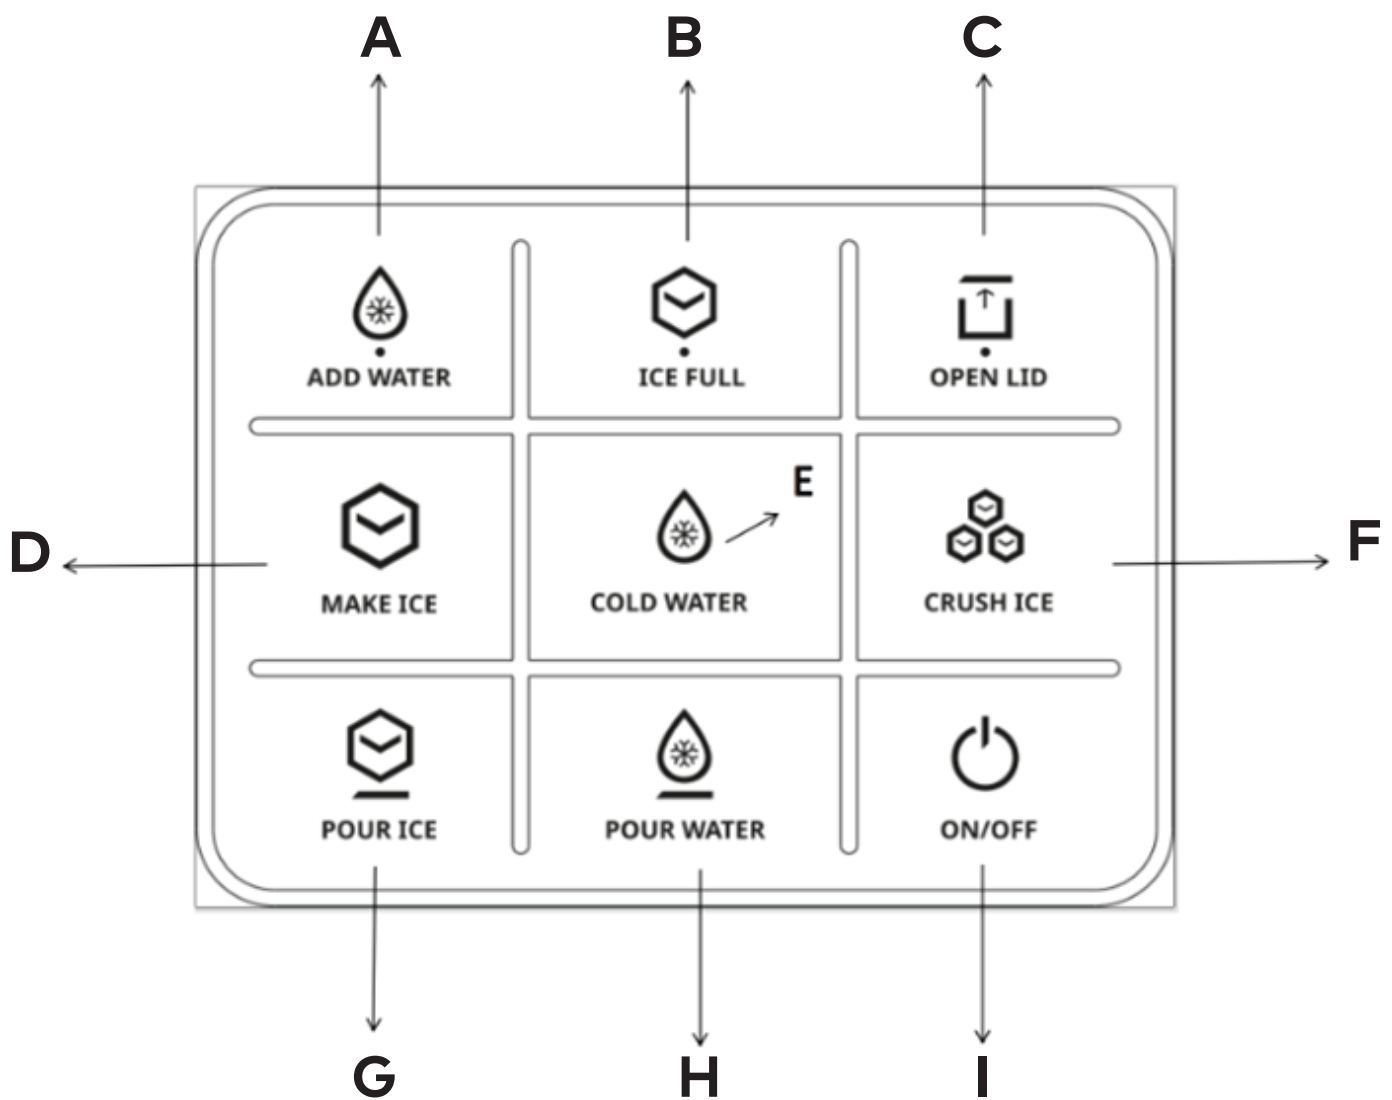 A B C
ADD WATER ICE FULL OPEN LID
E
D F
MAKE ICE COLD WATER CRUSH ICE
POUR ICE POUR WATER ON/OFF
G H I